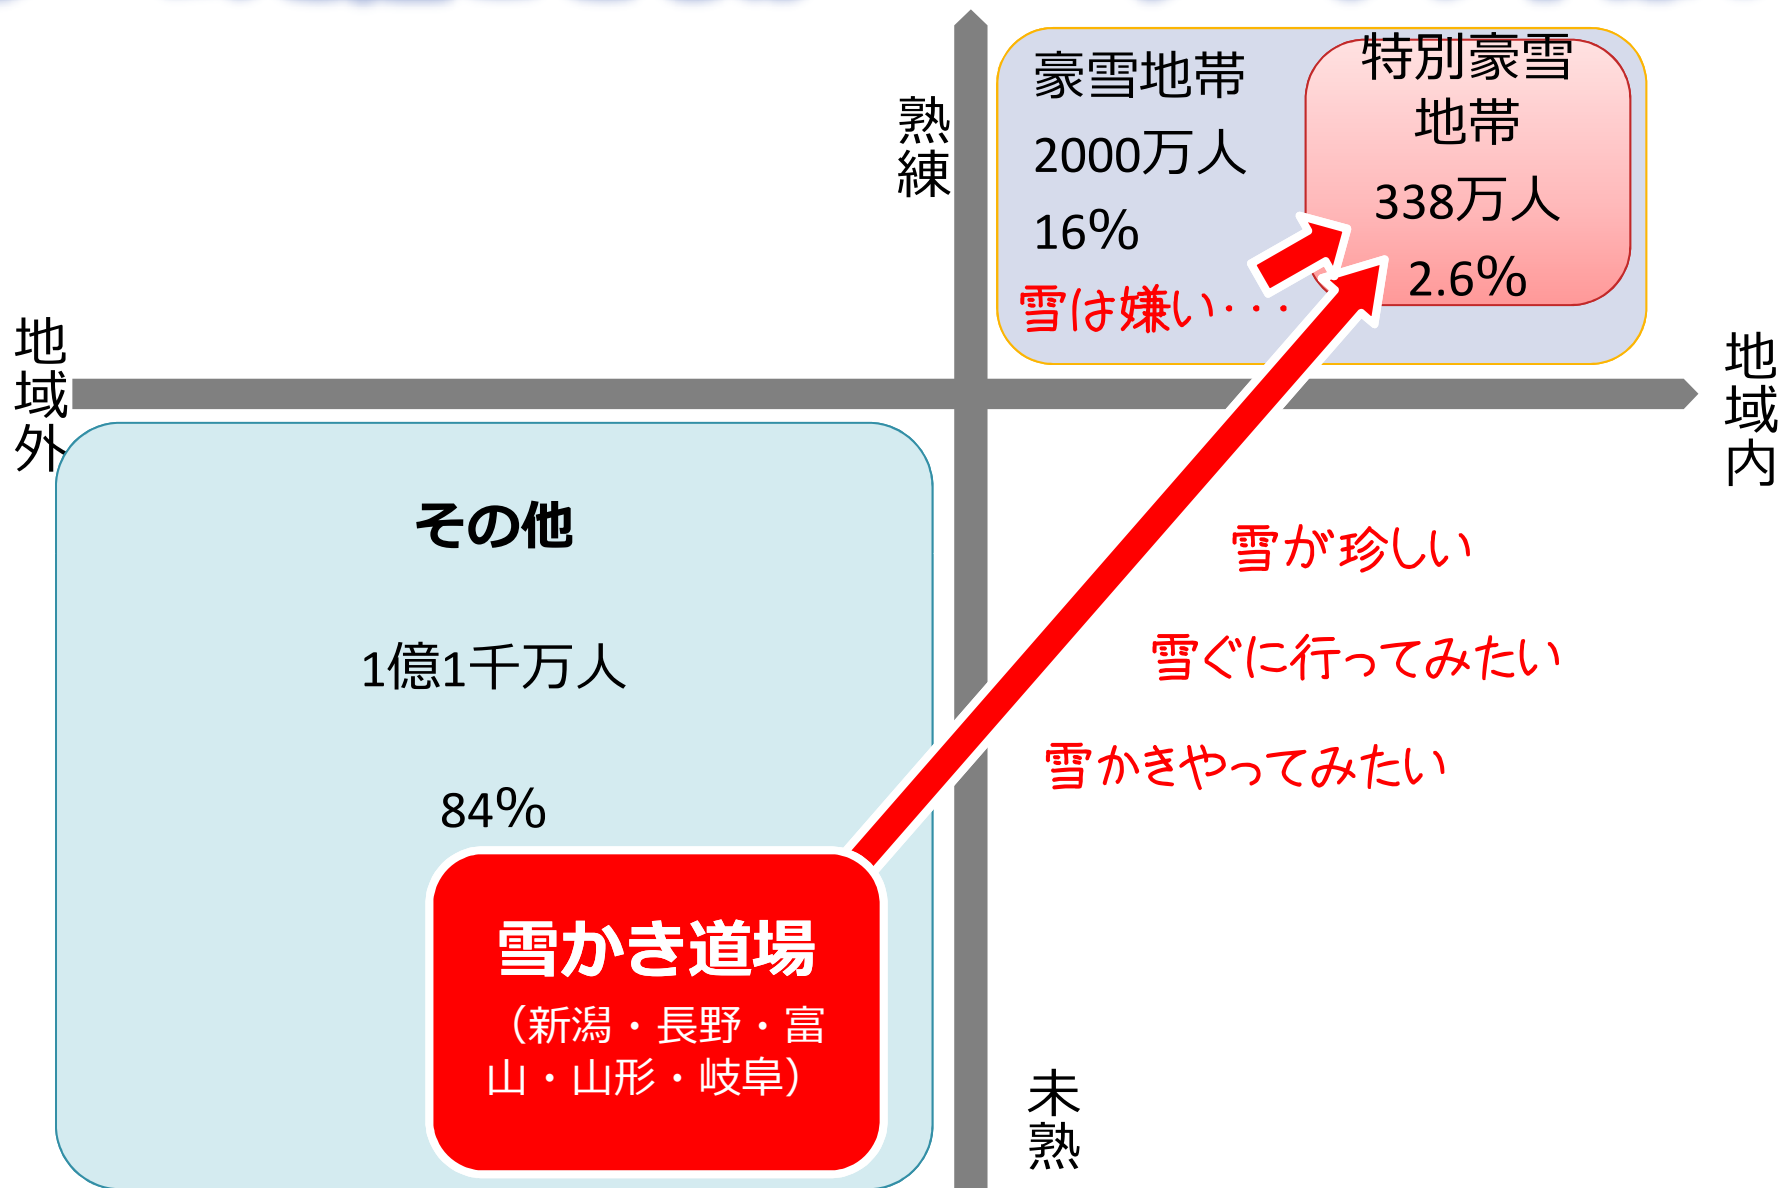 熟練
豪雪地帯
2000万人
16%
雪は嫌い・・・
特別豪雪
地帯
338万人
2.6%
地域外
地域内
その他
1億1千万人
84%
雪が珍しい
雪ぐに行ってみたい
雪かきやってみたい
雪かき道場
（新潟・長野・富
山・山形・岐阜）
未熟